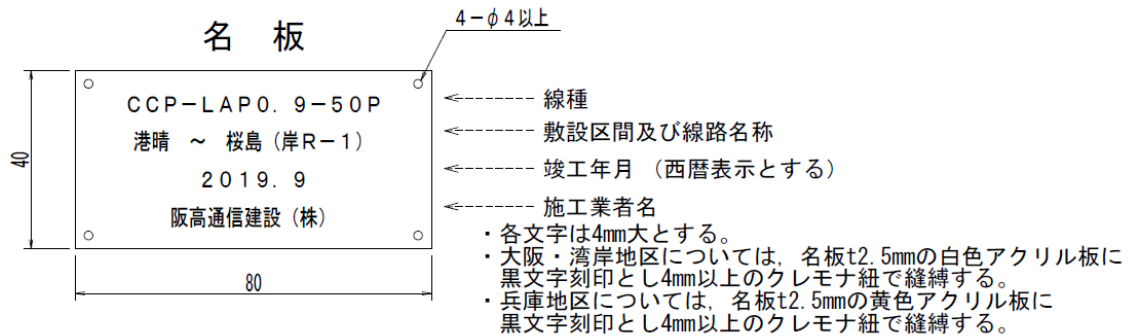 名 板
4-φ4以上
CCP-LAP0.9-50P
線種
港晴 ～ 桜島(岸R-1)
敷設区間及び線路名称
2019.9
竣工年月 (西暦表示とする)
阪高通信建設(株)
施工業者名
40
80
・各文字は4mm大とする。
・大阪・湾岸地区については, 名板t2.5mmの白色アクリル板に
黒文字刻印とし4mm以上のクレモナ紐で縫縛する。
・兵庫地区については, 名板t2.5mmの黄色アクリル板に
黒文字刻印とし4mm以上のクレモナ紐で縫縛する。